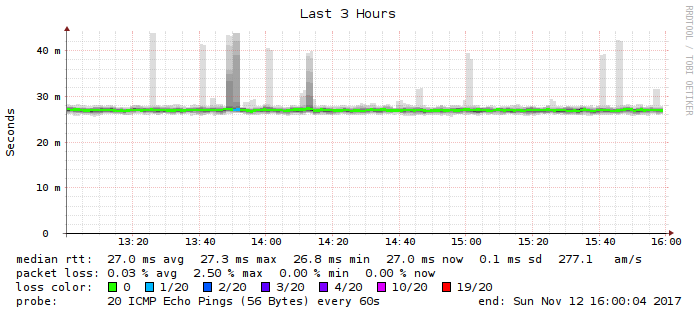 Last 3 Hours
RRDTOOL / TOBI OETIKER
Seconds
40 m
30 m
20 m
10 m
0
13:20 13:40 14:00 14:20 14:40 15:00 15:20 15:40 16:00
median rtt: 27.0 ms avg 27.3 ms max 26.8 ms min 27.0 ms now 0.1 ms sd 277.1 am/s
packet loss: 0.03 % avg 2.50 % max 0.00 % min 0.00 % now
loss color: 0 1/20 2/20 3/20 4/20 10/20 19/20
probe: 20 ICMP Echo Pings (56 Bytes) every 60s end: Sun Nov 12 16:00:04 2017